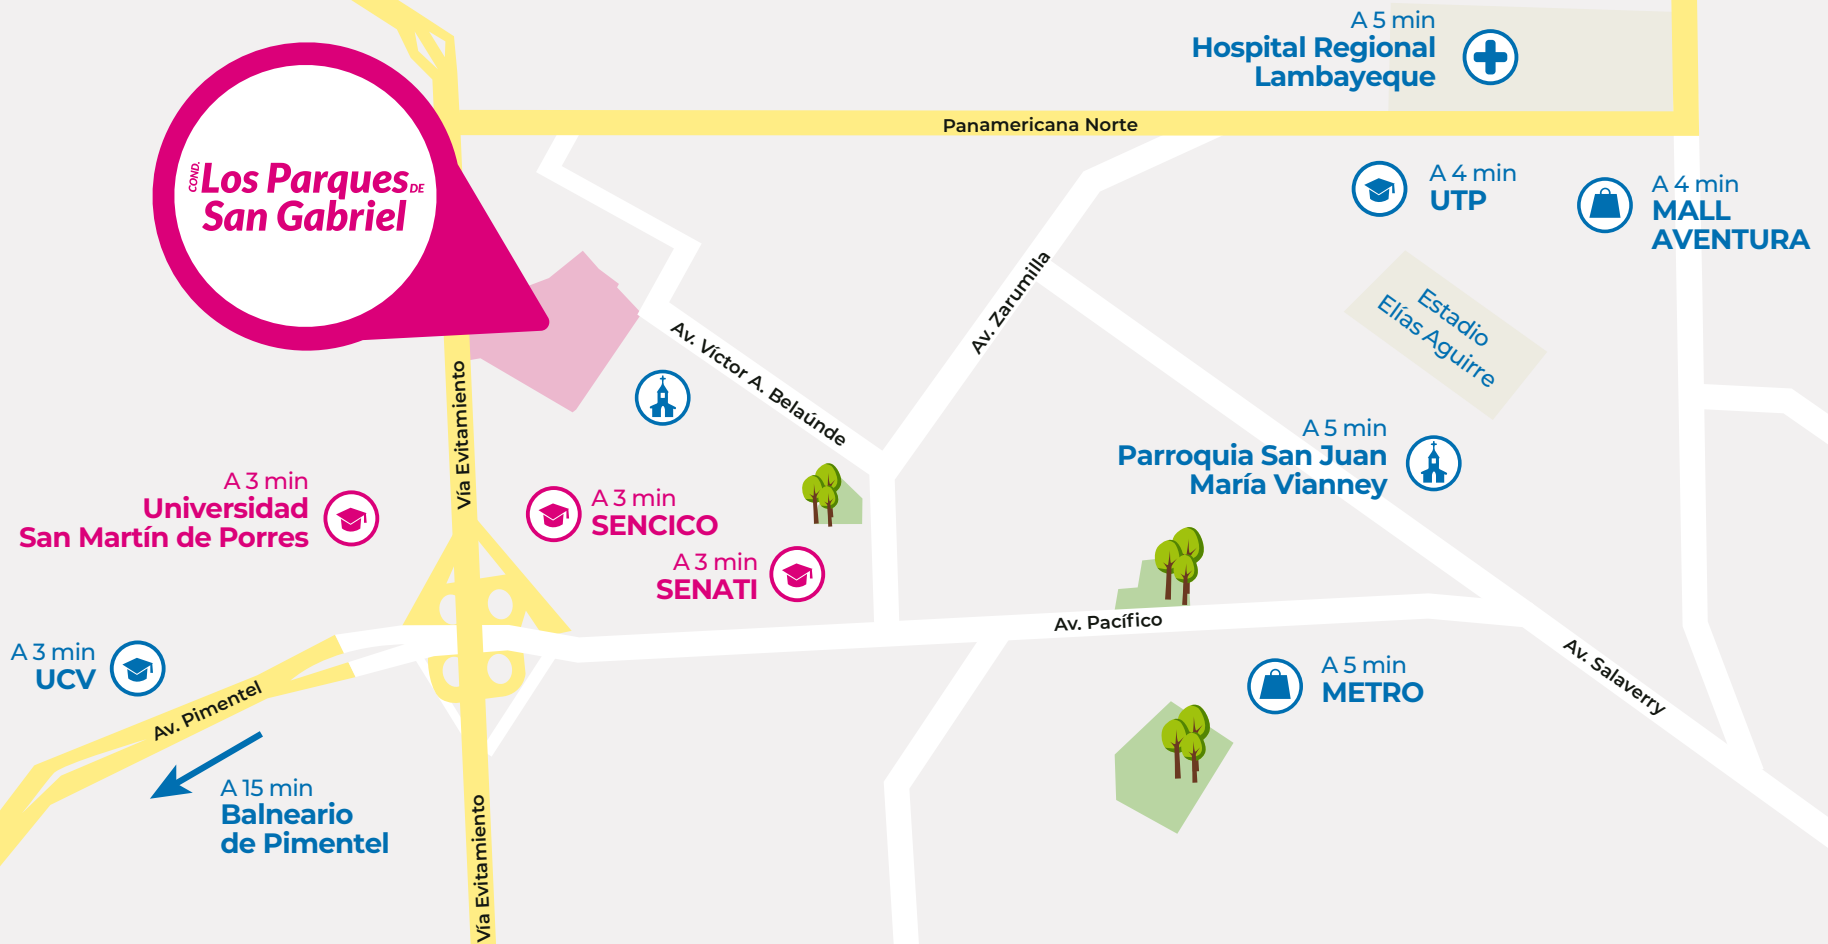 A 5 min
Hospital Regional
Lambayeque
Panamericana Norte
COND.
Los Parques DE
San Gabriel
A 4 min
UTP
A 4 min
MALL
AVENTURA
Av. Zarumilla
Estadio
Elías Aguirre
Av. Víctor A. Belaúnde
Vía Evitamiento
A 5 min
Parroquia San Juan
María Vianney
A 3 min
Universidad
San Martín de Porres
A 3 min
SENCICO
A 3 min
SENATI
Av. Pacífico
A 3 min
UCV
Av. Pimentel
A 5 min
METRO
Av. Salaverry
A 15 min
Balneario
de Pimentel
Vía Evitamiento